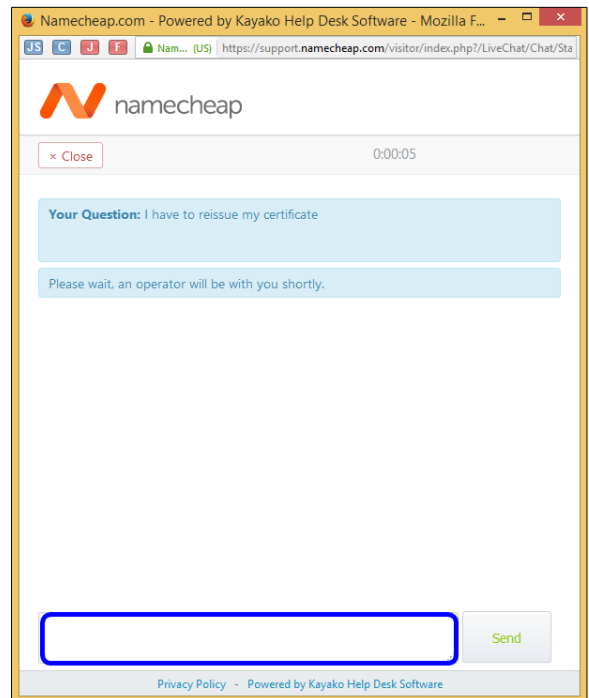 Namecheap.com - Powered by Kayako Help Desk Software - Mozilla F...
JS C J F Nam... (US) https://support.namecheap.com/visitor/index.php?/LiveChat/Chat/Sta
namecheap
× Close 0:00:05
Your Question: I have to reissue my certificate
Please wait, an operator will be with you shortly.
Send
Privacy Policy - Powered by Kayako Help Desk Software